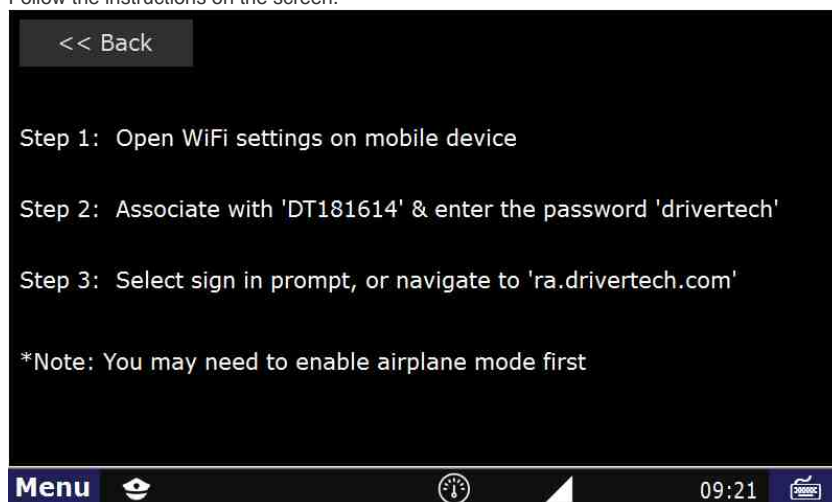 Follow the instructions on the screen.
<< Back
Step 1: Open WiFi settings on mobile device
Step 2: Associate with 'DT181614' & enter the password 'drivertech'
Step 3: Select sign in prompt, or navigate to 'ra.drivertech.com'
*Note: You may need to enable airplane mode first
Menu 09:21